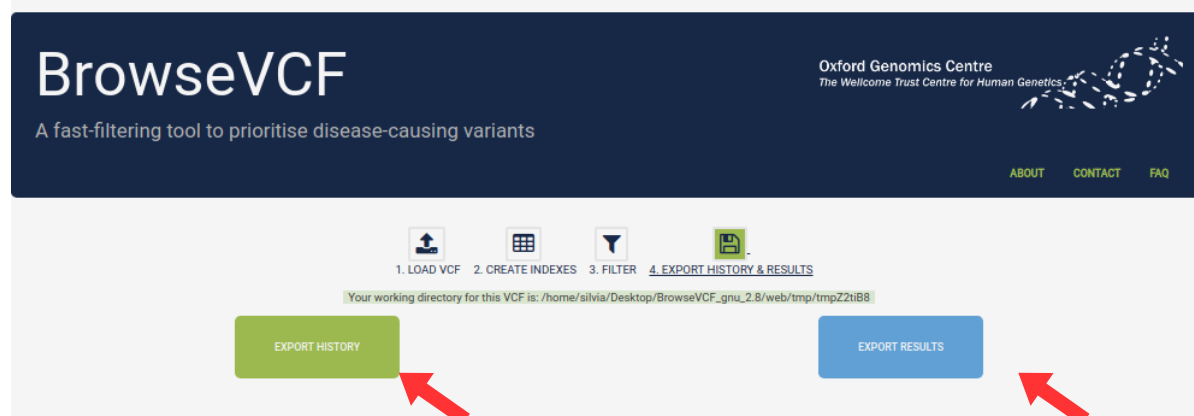 BrowseVCF
A fast-filtering tool to prioritise disease-causing variants
Oxford Genomics Centre
The Wellcome Trust Centre for Human Genetics
ABOUT CONTACT FAQ
1. LOAD VCF 2. CREATE INDEXES 3. FILTER 4. EXPORT HISTORY & RESULTS
Your working directory for this VCF is: /home/silvia/Desktop/BrowseVCF_gnu_2.8/web/tmp/tmpZ2tiB8
EXPORT HISTORY EXPORT RESULTS